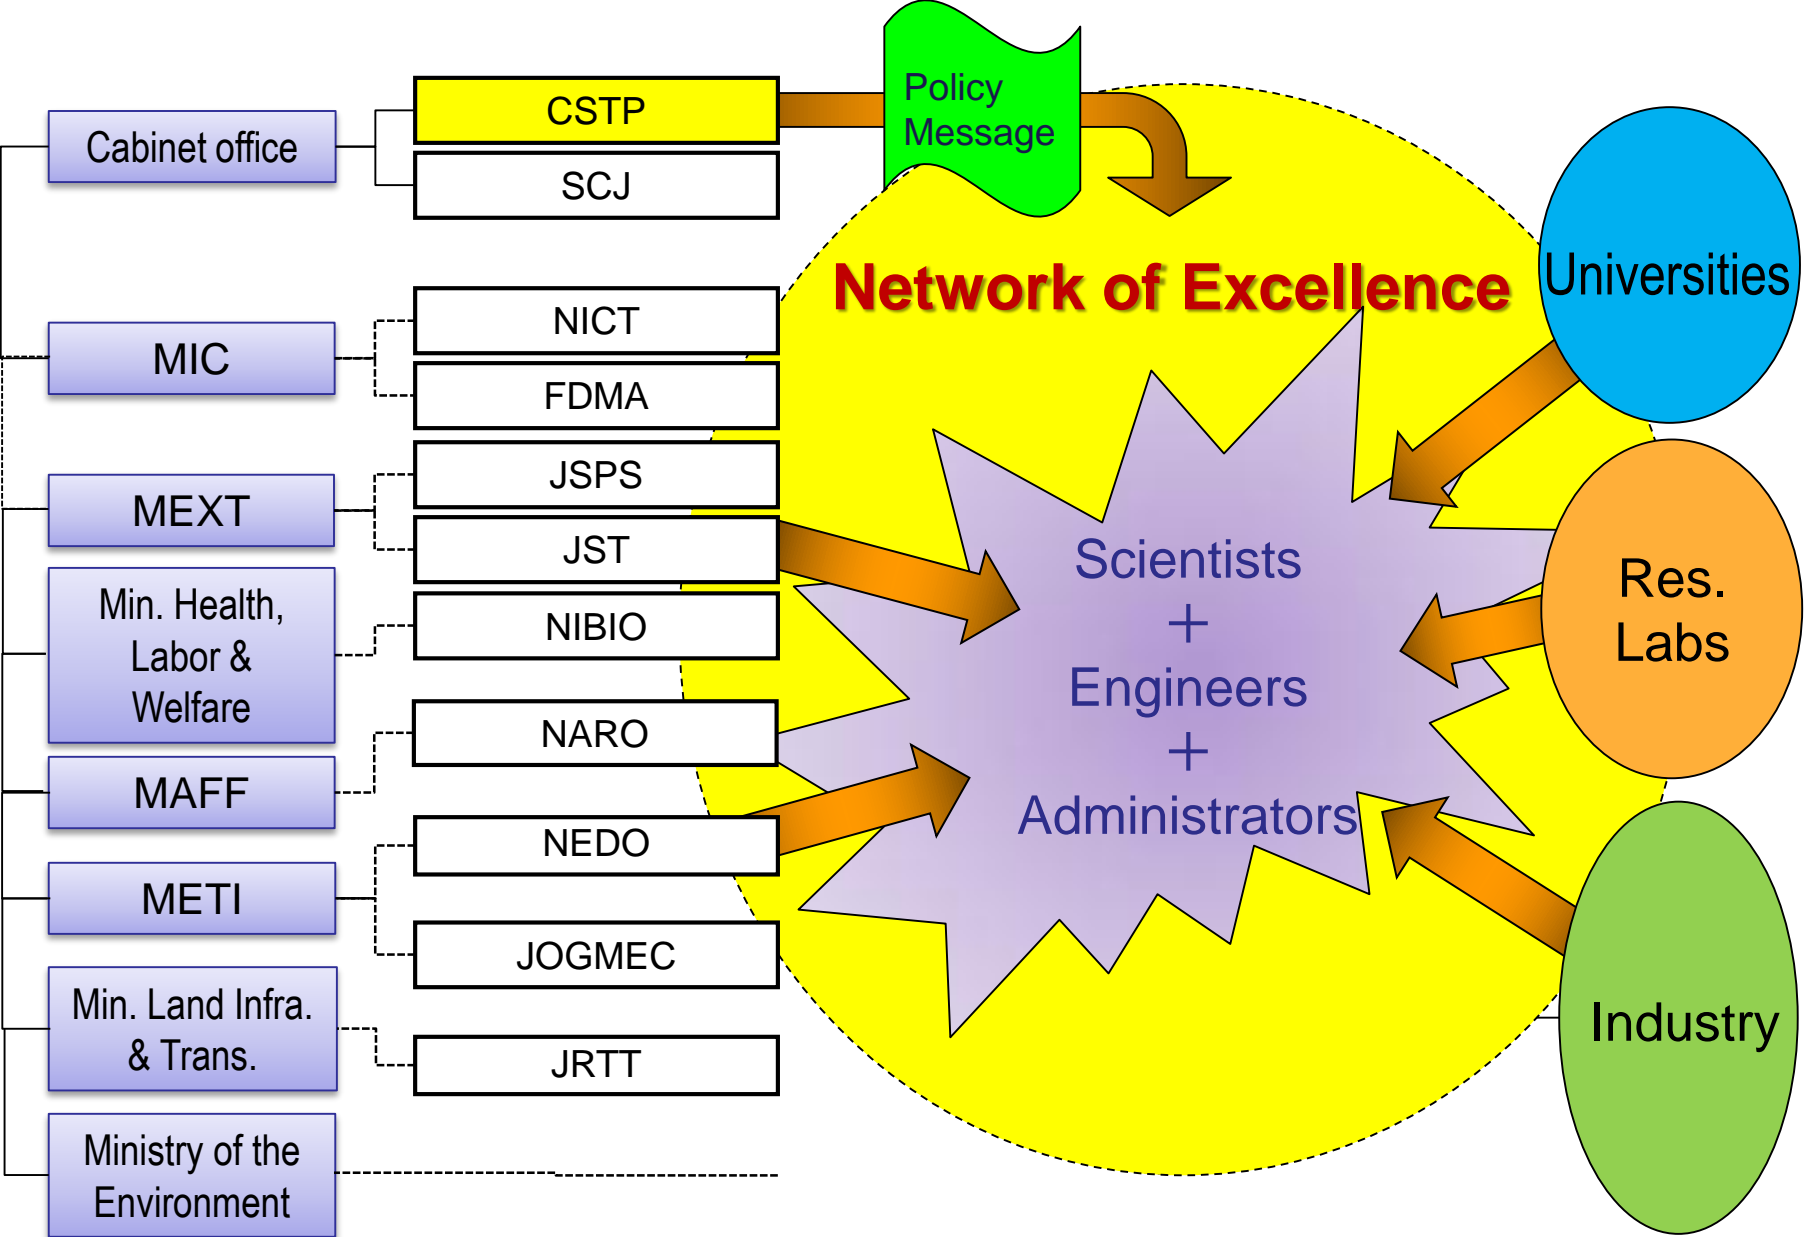 Cabinet office
MIC
MEXT
Min. Health,
Labor &
Welfare
MAFF
METI
Min. Land Infra.
& Trans.
Ministry of the
Environment
CSTP
SCJ
NICT
FDMA
JSPS
JST
NIBIO
NARO
NEDO
JOGMEC
JRTT
Policy
Message
Network of Excellence
Scientists
+
Engineers
+
Administrators
Universities
Res.
Labs
Industry